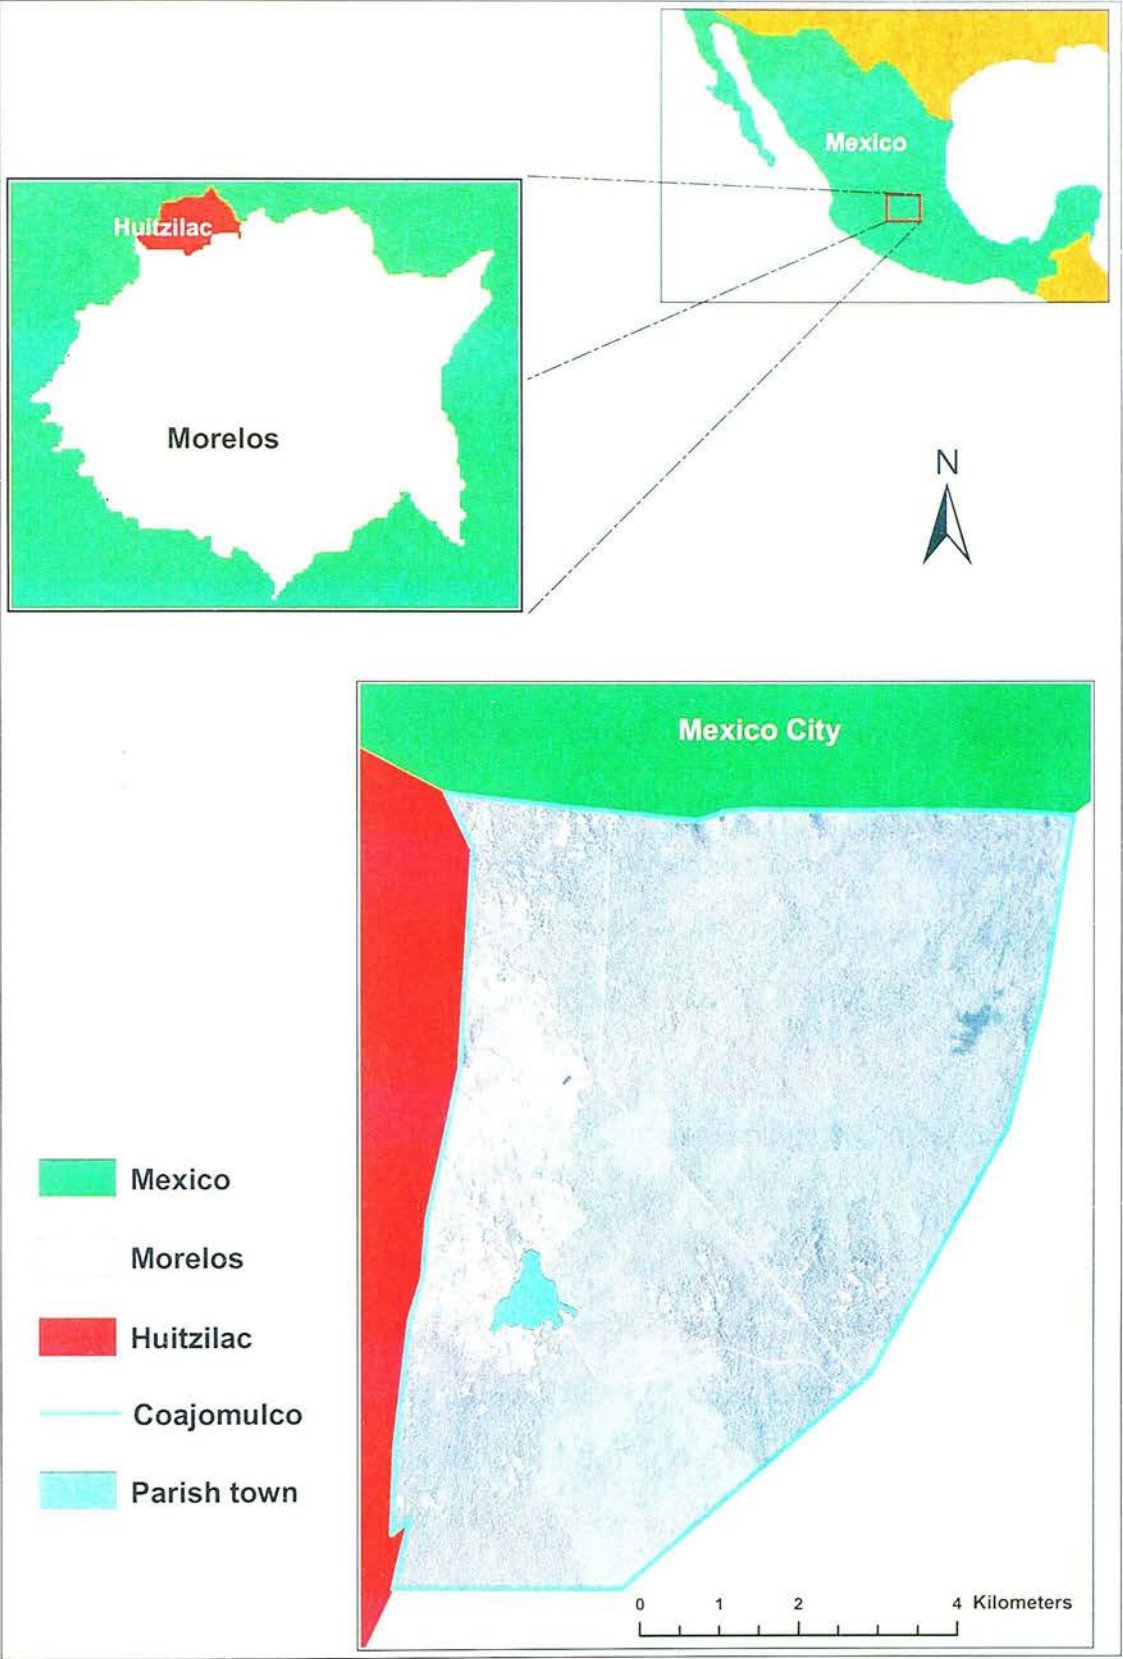 Mexico
Huitzilac
Morelos
N
Mexico City
Mexico
Morelos
Huitzilac
Coajomulco
Parish town
0 1 2 4 Kilometers